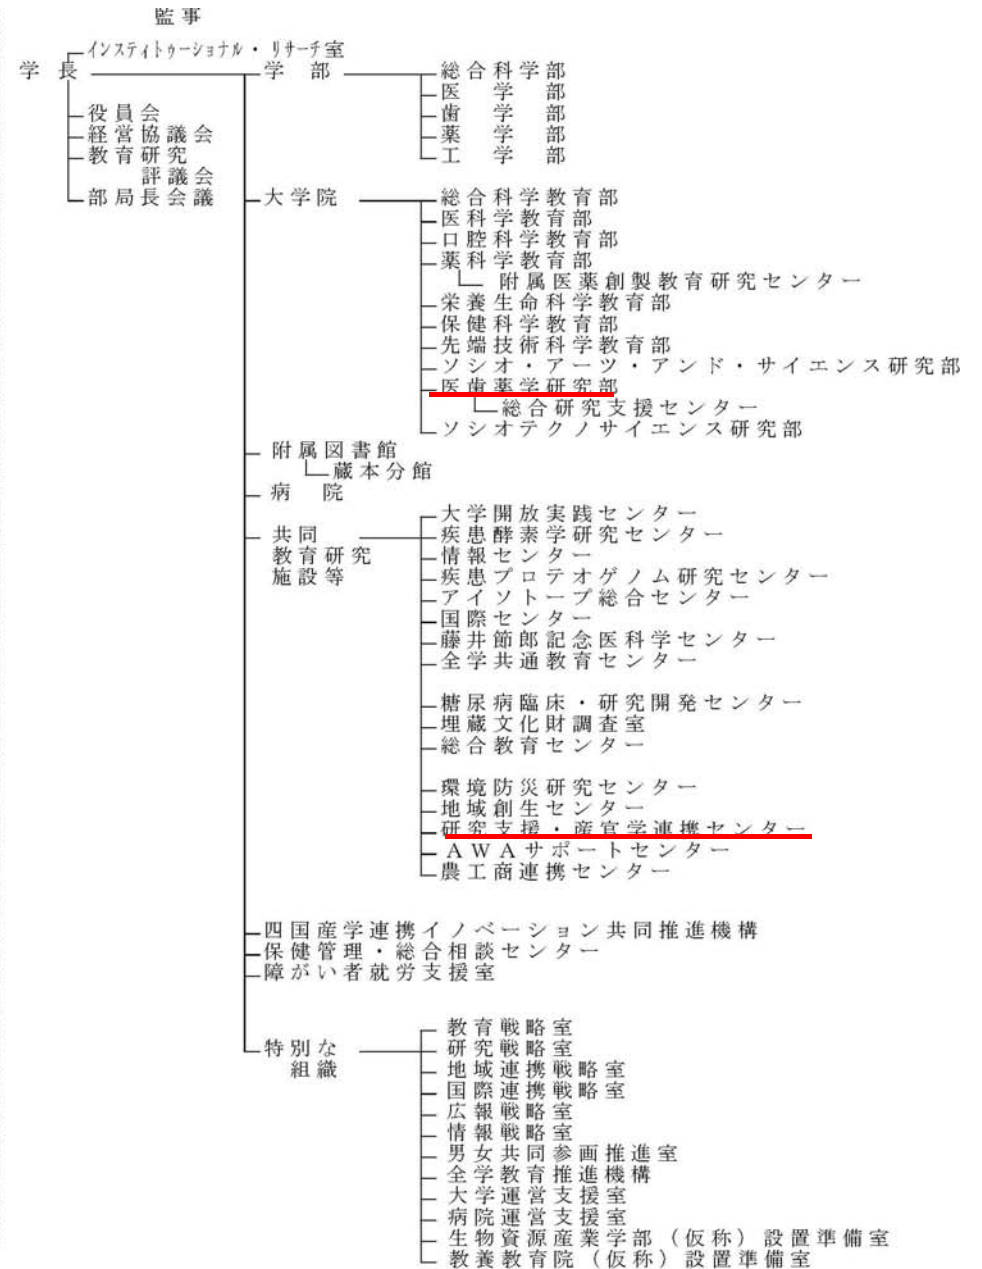 監事
インスティトゥーショナル・リサーチ室
学長
学部
総合科学部
医学部
歯学部
薬学部
工学部
役員会
経営協議会
教育研究
評議会
部局長会議
大学院
総合科学教育部
医科学教育部
口腔科学教育部
薬科学教育部
附属医薬創製教育研究センター
栄養生命科学教育部
保健科学教育部
先端技術科学教育部
ソシオ・アーツ・アンド・サイエンス研究部
医歯薬学研究部
総合研究支援センター
ソシオテクノサイエンス研究部
附属図書館
蔵本分館
病院
共同
教育研究
施設等
大学開放実践センター
疾患酵素学研究センター
情報センター
疾患プロテオゲノム研究センター
アイソトープ総合センター
国際センター
藤井節郎記念医科学センター
全学共通教育センター
糖尿病臨床・研究開発センター
埋蔵文化財調査室
総合教育センター
環境防災研究センター
地域創生センター
研究支援・産官学連携センター
AWAサポートセンター
農工商連携センター
四国産学連携イノベーション共同推進機構
保健管理・総合相談センター
障がい者就労支援室
特別な
組織
教育戦略室
研究戦略室
地域連携戦略室
国際連携戦略室
広報戦略室
情報戦略室
男女共同参画推進室
全学教育推進機構
大学運営支援室
病院運営支援室
生物資源産業学部（仮称）設置準備室
教養教育院（仮称）設置準備室